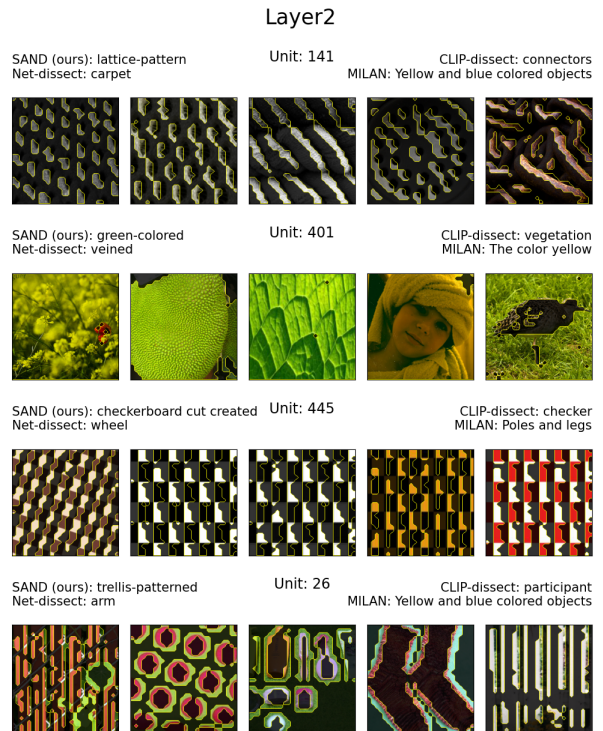 Layer2
SAND (ours): lattice-pattern
Net-dissect: carpet
Unit: 141
CLIP-dissect: connectors
MILAN: Yellow and blue colored objects
SAND (ours): green-colored
Net-dissect: veined
Unit: 401
CLIP-dissect: vegetation
MILAN: The color yellow
SAND (ours): checkerboard cut created
Net-dissect: wheel
Unit: 445
CLIP-dissect: checker
MILAN: Poles and legs
SAND (ours): trellis-patterned
Net-dissect: arm
Unit: 26
CLIP-dissect: participant
MILAN: Yellow and blue colored objects